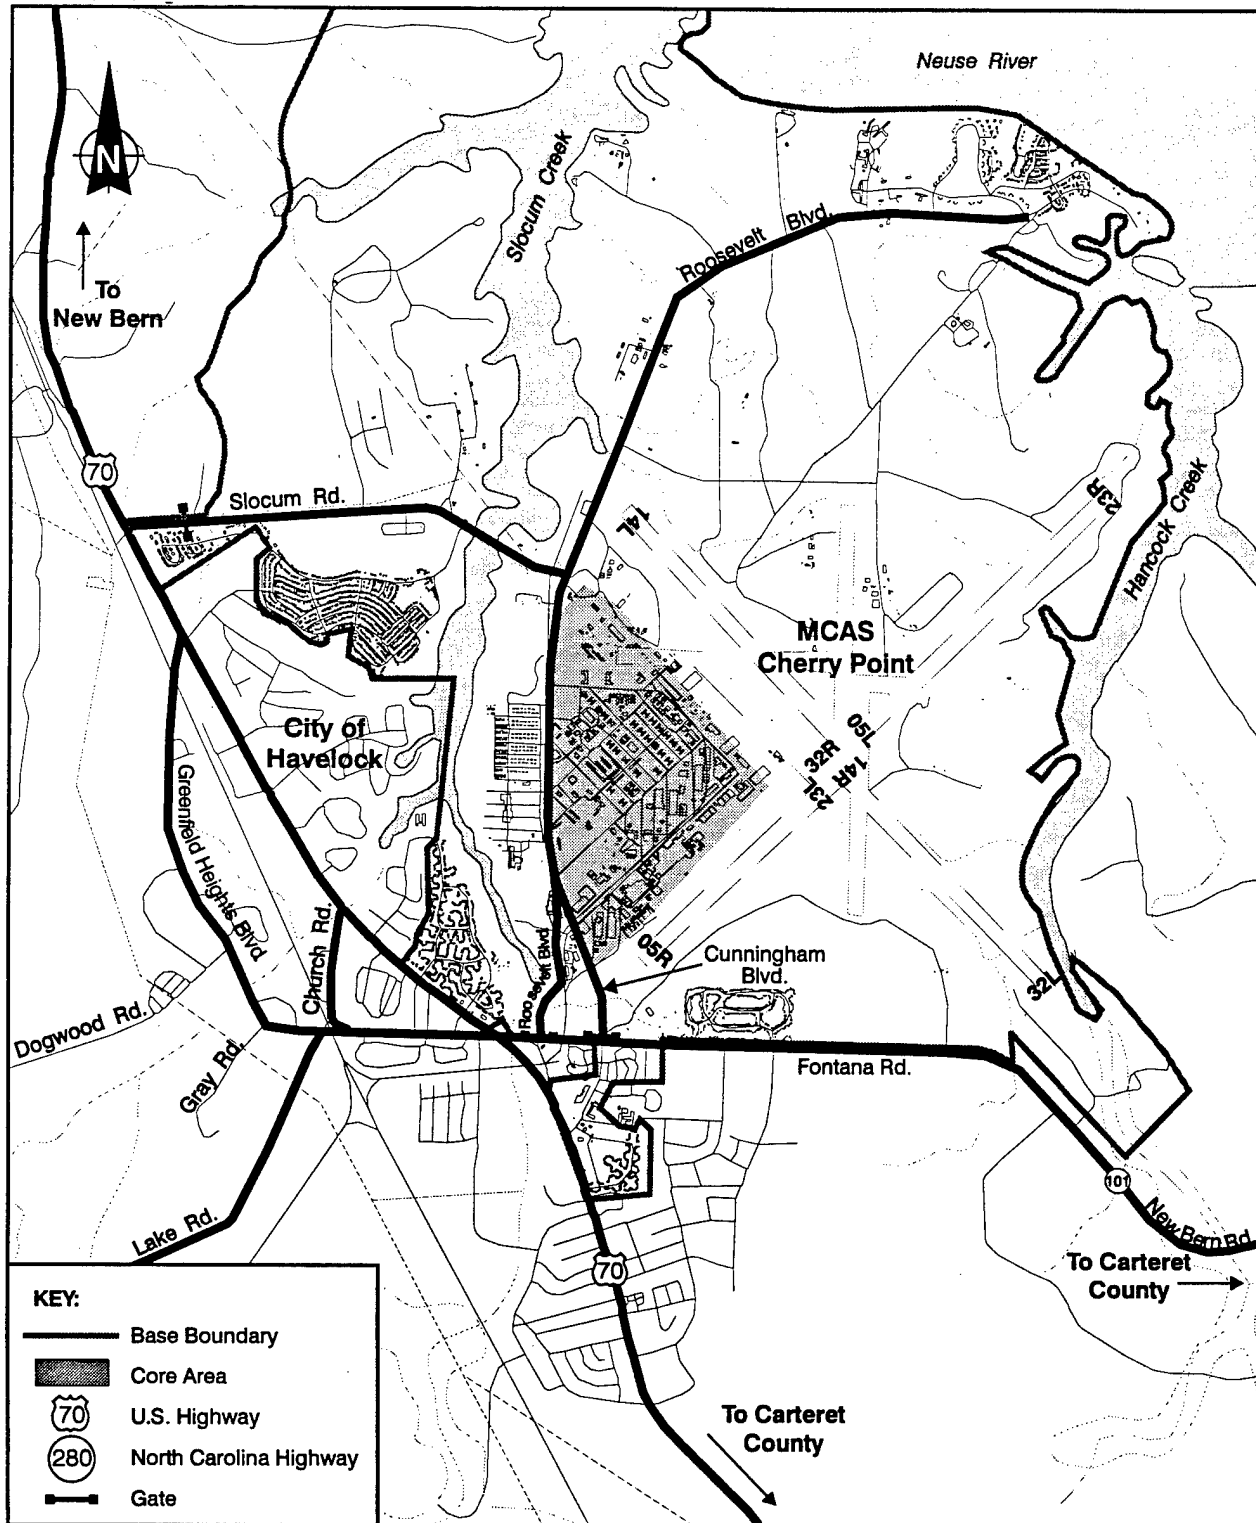 Neuse River
N
Slocum Creek
Roosevelt Blvd.
To
New Bern
70
Slocum Rd.
14L
23R
Hancock Creek
MCAS
Cherry Point
City of
Havelock
05L
32R
14R
23L
Greenfield Heights Blvd
Church Rd.
Roosevelt Blvd
05R
Cunningham
Blvd.
32L
Dogwood Rd.
Gray Rd.
Fontana Rd.
101
New Bern Rd.
Lake Rd.
70
To Carteret
County
To Carteret
County
KEY:
Base Boundary
Core Area
70
U.S. Highway
280
North Carolina Highway
Gate